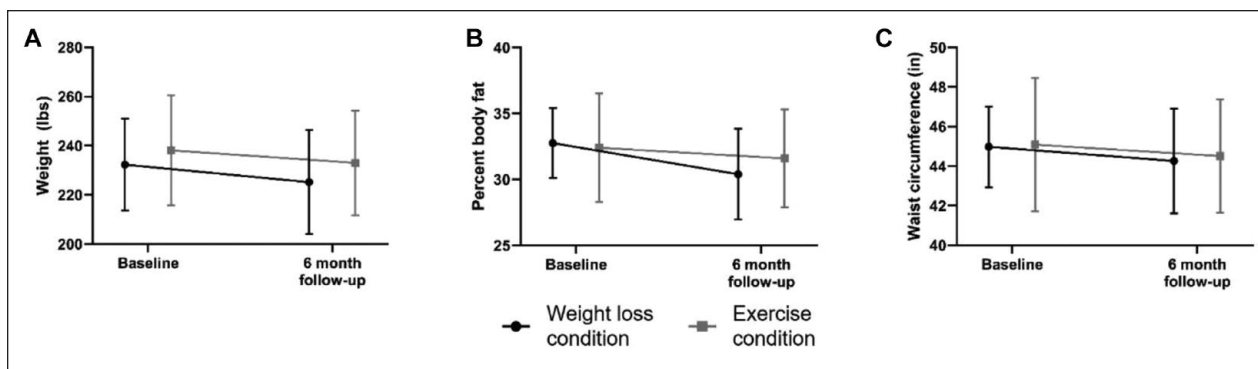 A
Weight (lbs)
280
260
240
220
200
Baseline
6 month
follow-up
B
Percent body fat
40
35
30
25
Baseline
6 month
follow-up
C
Waist circumference (in)
50
48
46
44
42
40
Baseline
6 month
follow-up
Weight loss
condition
Exercise
condition